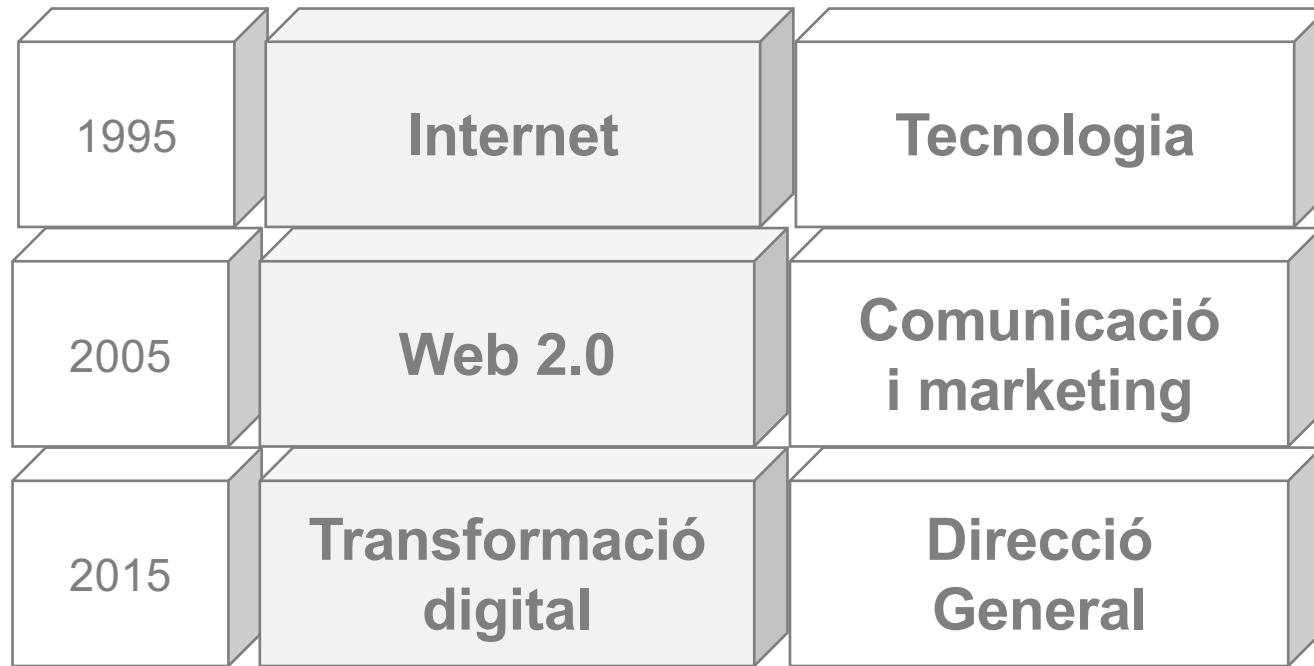 1995
Internet
Tecnologia
2005
Web 2.0
Comunicació
i marketing
2015
Transformació
digital
Direcció
General